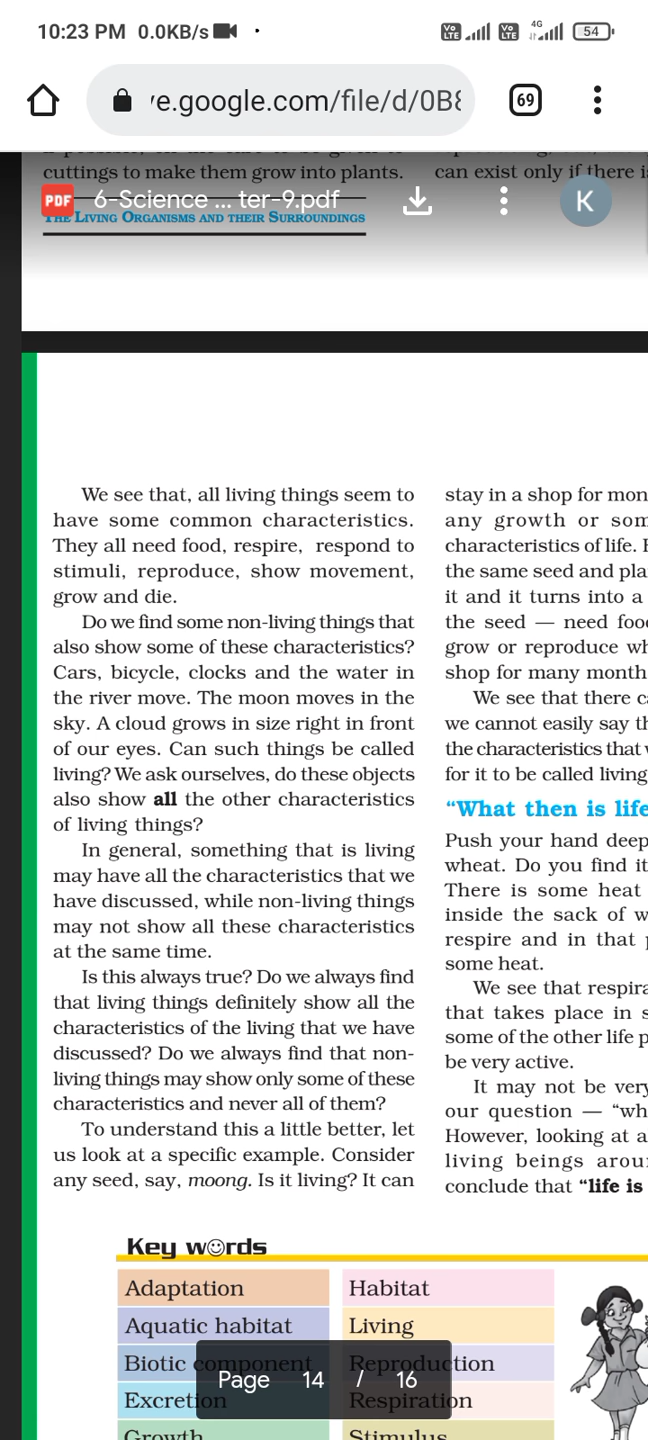 10:23 PM 0.0KB/s
Vo LTE Vo LTE 4G 54
ve.google.com/file/d/0B8
69
cuttings to make them grow into plants.
can exist only if there i
PDF 6-Science ... ter-9.pdf
K
THE LIVING ORGANISMS AND THEIR SURROUNDINGS
We see that, all living things seem to
have some common characteristics.
They all need food, respire, respond to
stimuli, reproduce, show movement,
grow and die.
Do we find some non-living things that
also show some of these characteristics?
Cars, bicycle, clocks and the water in
the river move. The moon moves in the
sky. A cloud grows in size right in front
of our eyes. Can such things be called
living? We ask ourselves, do these objects
also show all the other characteristics
of living things?
In general, something that is living
may have all the characteristics that we
have discussed, while non-living things
may not show all these characteristics
at the same time.
Is this always true? Do we always find
that living things definitely show all the
characteristics of the living that we have
discussed? Do we always find that non-
living things may show only some of these
characteristics and never all of them?
To understand this a little better, let
us look at a specific example. Consider
any seed, say, moong. Is it living? It can
stay in a shop for mon
any growth or som
characteristics of life.
the same seed and pla
it and it turns into a
the seed — need foo
grow or reproduce wh
shop for many month
We see that there c
we cannot easily say th
the characteristics that
for it to be called living
“What then is life
Push your hand deep
wheat. Do you find it
There is some heat
inside the sack of w
respire and in that
some heat.
We see that respira
that takes place in s
some of the other life p
be very active.
It may not be very
our question — “wh
However, looking at a
living beings arou
conclude that “life is
Key words
Adaptation
Aquatic habitat
Biotic component
Excretion
Growth
Habitat
Living
Reproduction
Respiration
Stimulus
Page 14 / 16